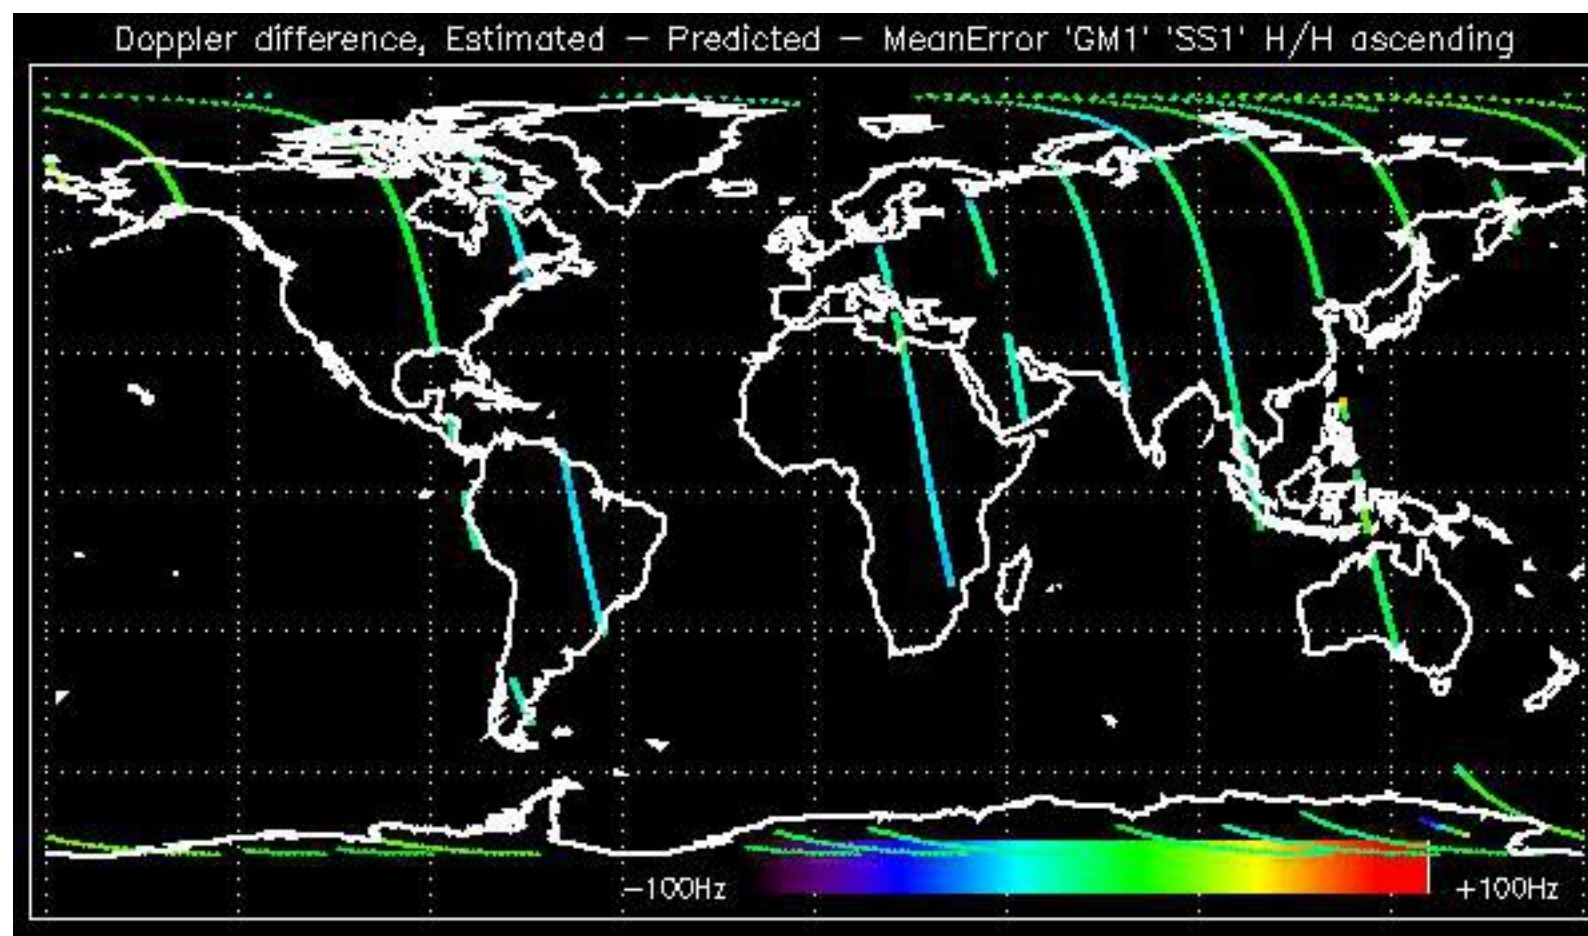 Doppler difference, Estimated – Predicted – MeanError 'GM1' 'SS1' H/H ascending
–100Hz
+100Hz